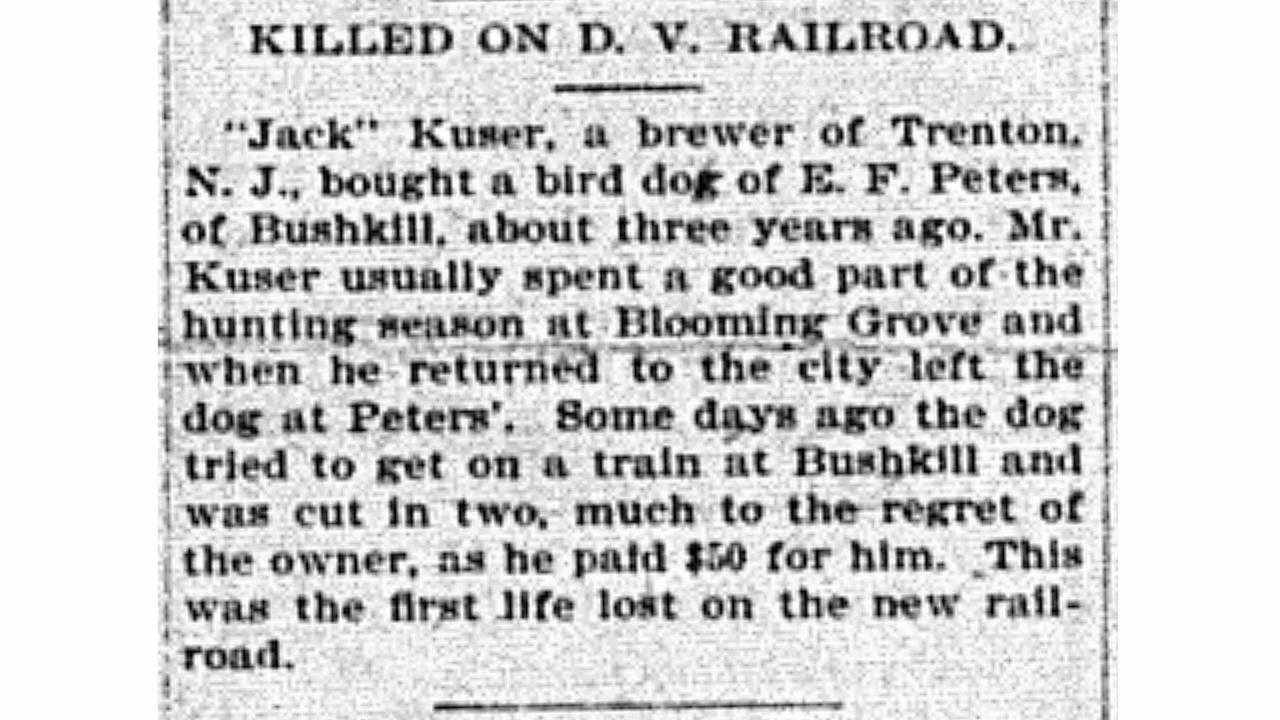 KILLED ON D. V. RAILROAD.
"Jack" Kuser, a brewer of Trenton,
N. J., bought a bird dog of E. F. Peters,
of Bushkill, about three years ago. Mr.
Kuser usually spent a good part of the
hunting season at Blooming Grove and
when he returned to the city left the
dog at Peters'. Some days ago the dog
tried to get on a train at Bushkill and
was cut in two, much to the regret of
the owner, as he paid $50 for him. This
was the first life lost on the new rail-
road.